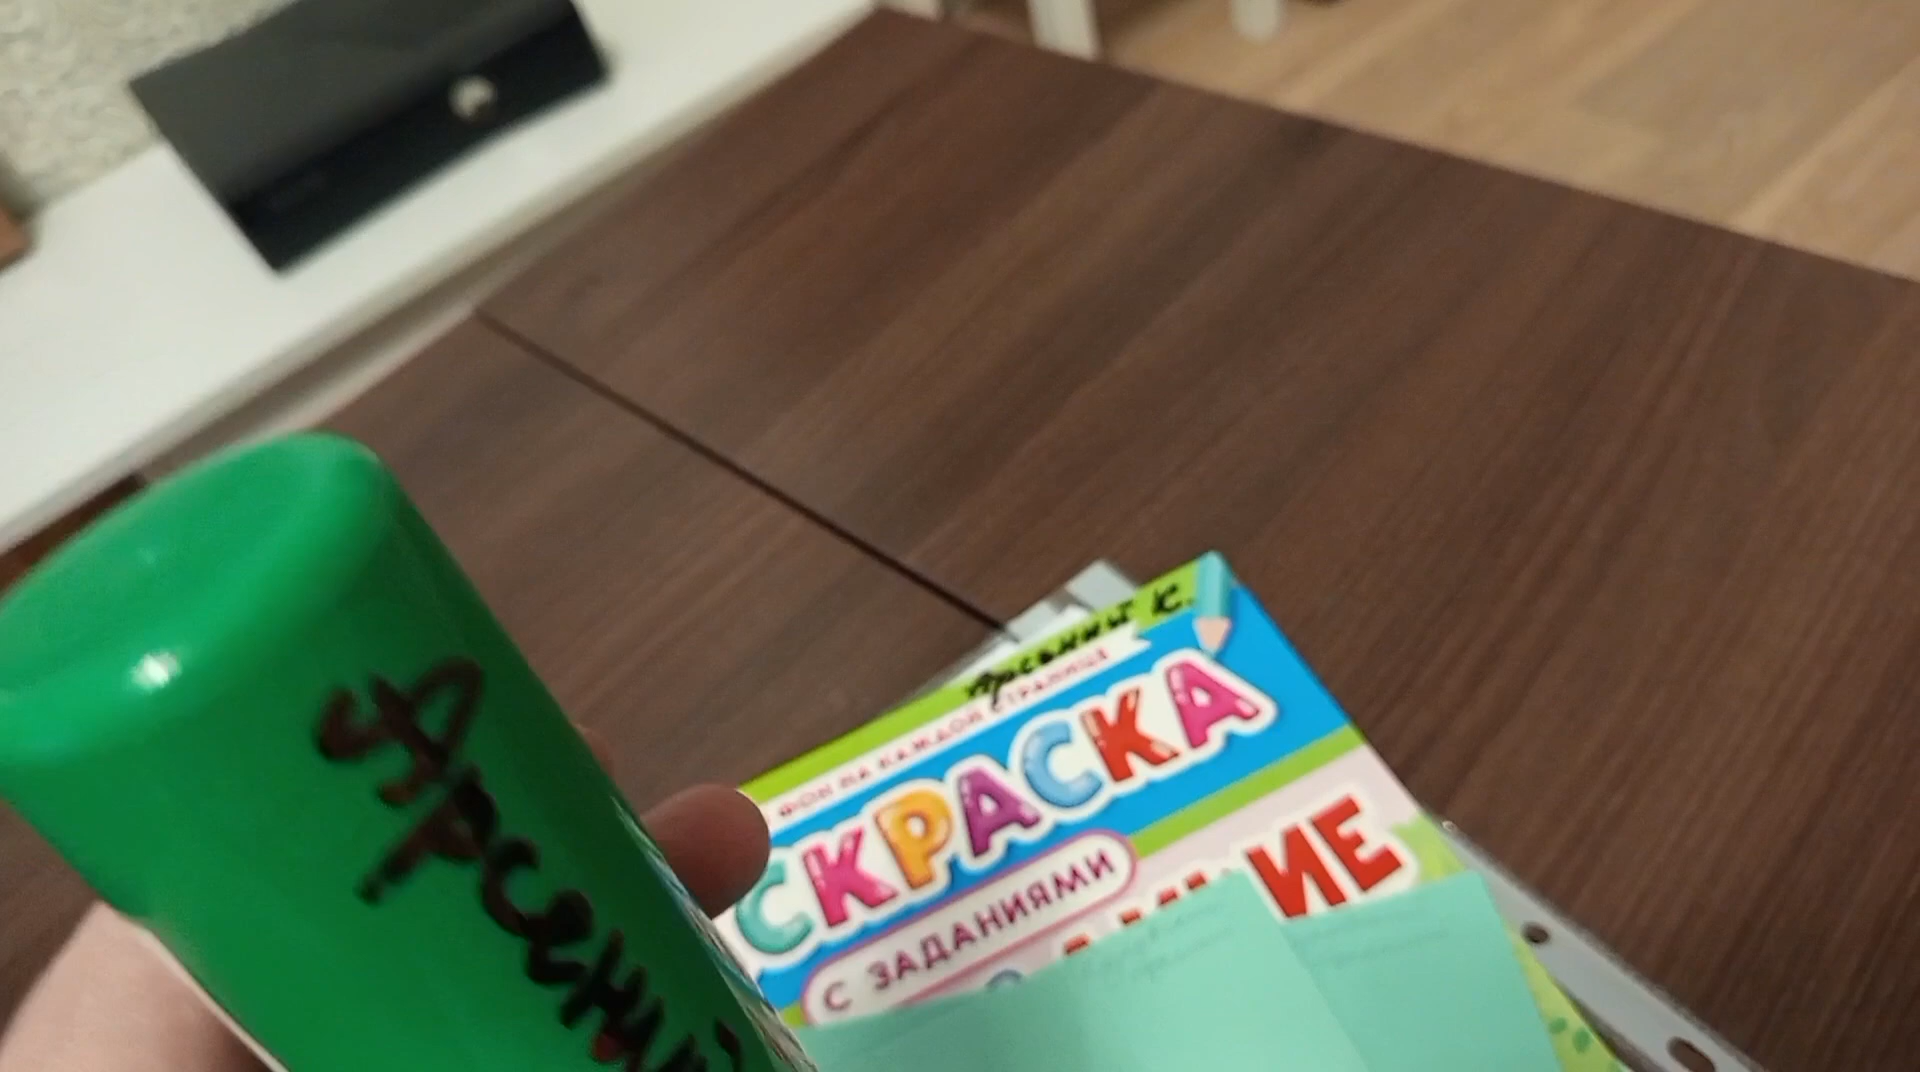 Арсений
Арсений К.
ФОН НА КАЖДОЙ СТРАНИЦЕ
СКРАСКА
С ЗАДАНИЯМИ
ИЕ